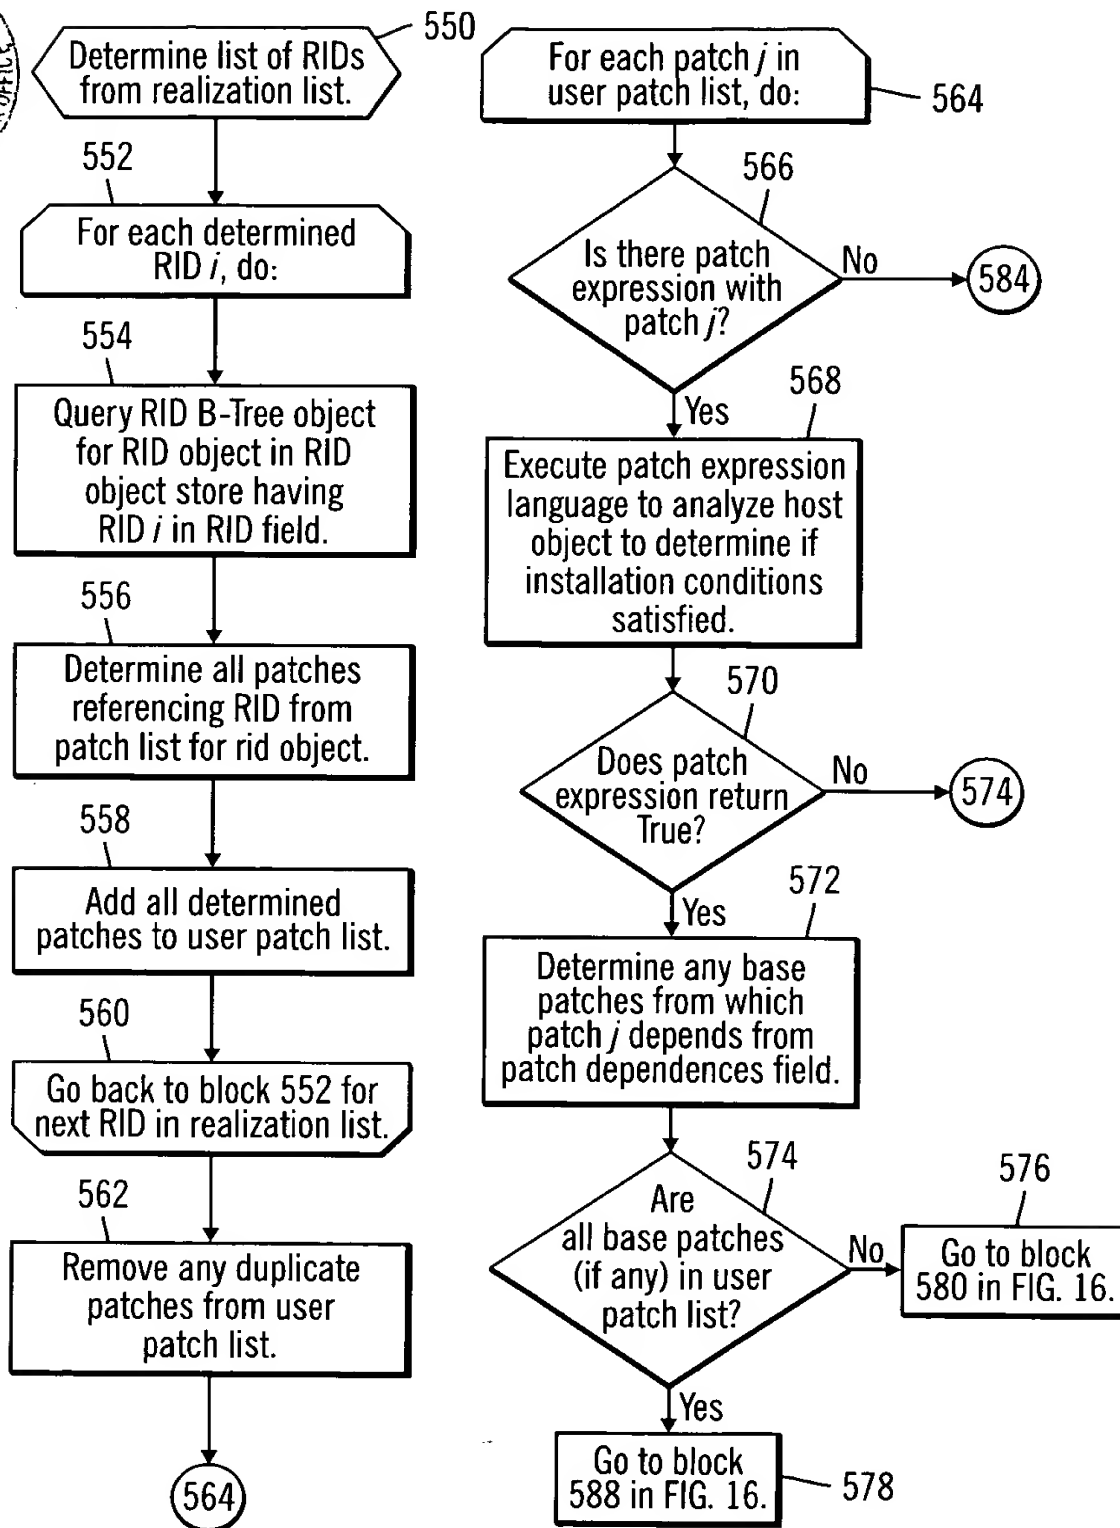 550
Determine list of RIDs
from realization list.
552
For each determined
RID i, do:
554
Query RID B-Tree object
for RID object in RID
object store having
RID i in RID field.
556
Determine all patches
referencing RID from
patch list for rid object.
558
Add all determined
patches to user patch list.
560
Go back to block 552 for
next RID in realization list.
562
Remove any duplicate
patches from user
patch list.
564
For each patch j in
user patch list, do:
564
566
Is there patch
expression with
patch j?
No
584
Yes
568
Execute patch expression
language to analyze host
object to determine if
installation conditions
satisfied.
570
Does patch
expression return
True?
No
574
Yes
572
Determine any base
patches from which
patch j depends from
patch dependences field.
574
Are
all base patches
(if any) in user
patch list?
No
576
Go to block
580 in FIG. 16.
Yes
Go to block
588 in FIG. 16.
578
OFFICE